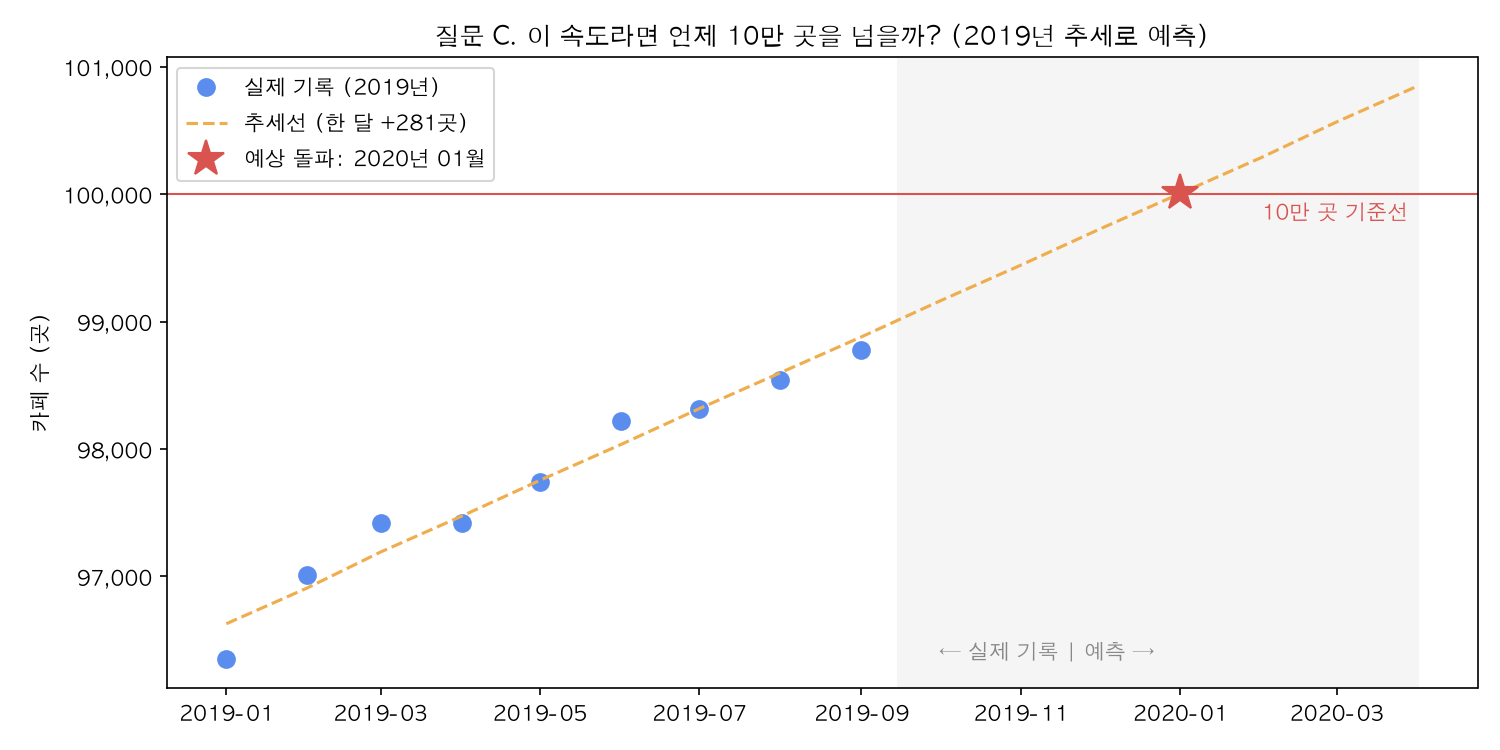 질문 C. 이 속도라면 언제 10만 곳을 넘을까? (2019년 추세로 예측)
101,000
100,000
99,000
98,000
97,000
카페 수 (곳)
실제 기록 (2019년)
추세선 (한 달 +281곳)
예상 돌파: 2020년 01월
10만 곳 기준선
← 실제 기록 | 예측 →
2019-01 2019-03 2019-05 2019-07 2019-09 2019-11 2020-01 2020-03